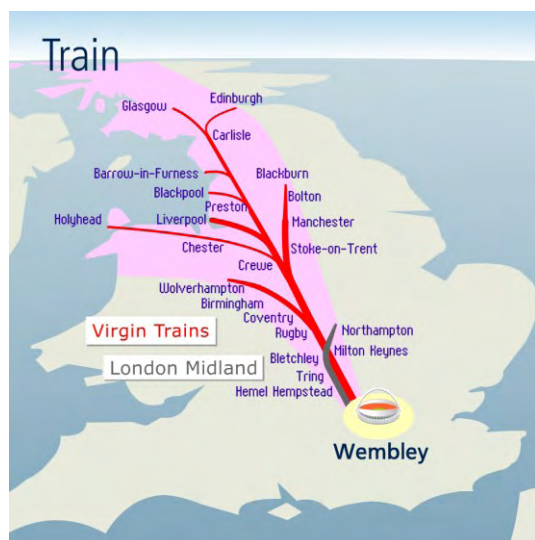 Train
Glasgow
Edinburgh
Carlisle
Barrow-in-Furness
Blackburn
Blackpool
Bolton
Preston
Holyhead
Liverpool
Manchester
Chester
Stoke-on-Trent
Crewe
Wolverhampton
Birmingham
Coventry
Virgin Trains
Rugby
Northampton
Milton Keynes
Bletchley
London Midland
Tring
Hemel Hempstead
Wembley